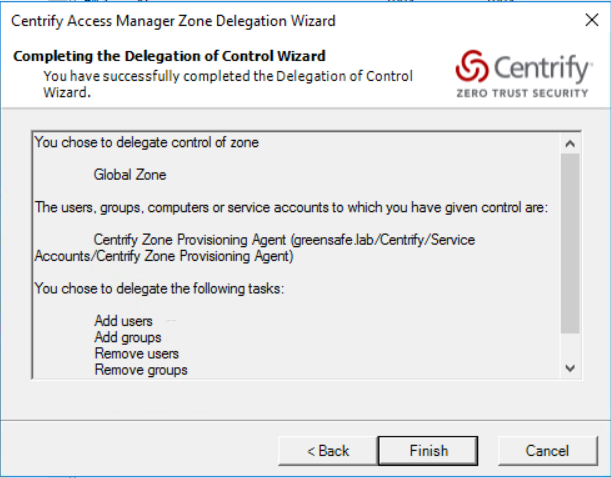 Centrify Access Manager Zone Delegation Wizard
Completing the Delegation of Control Wizard
You have successfully completed the Delegation of Control
Wizard.
Centrify
ZERO TRUST SECURITY
You chose to delegate control of zone
Global Zone
The users, groups, computers or service accounts to which you have given control are:
Centrify Zone Provisioning Agent (greensafe.lab/Centrify/Service
Accounts/Centrify Zone Provisioning Agent)
You chose to delegate the following tasks:
Add users
Add groups
Remove users
Remove groups
< Back
Finish
Cancel